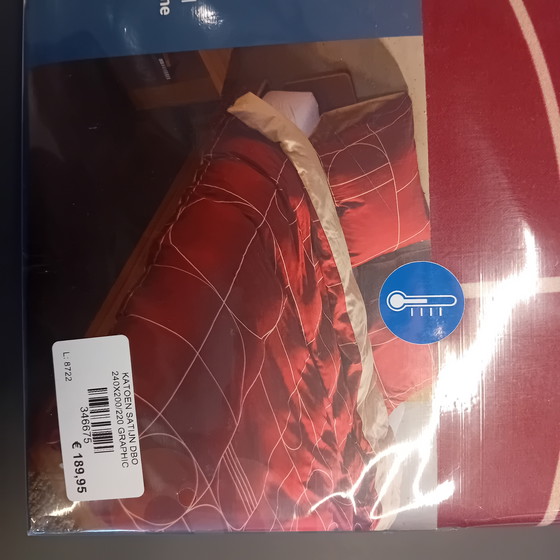 KATOEN SATIJN DBO
240X200/220 GRAPHIC
346675
€ 189,95
L: 8722